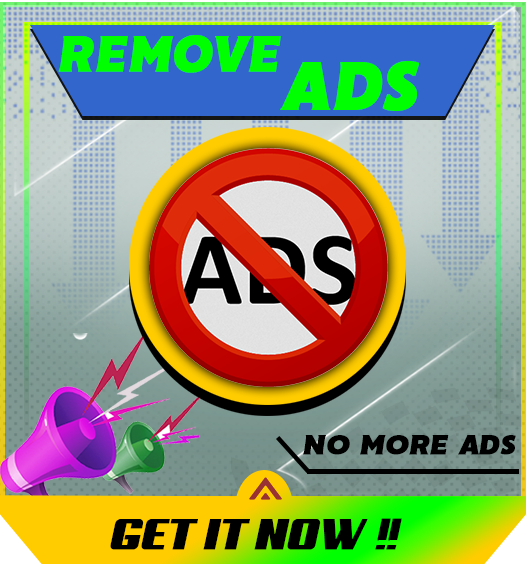 REMOVE
ADS
ADS
NO MORE ADS
GET IT NOW !!